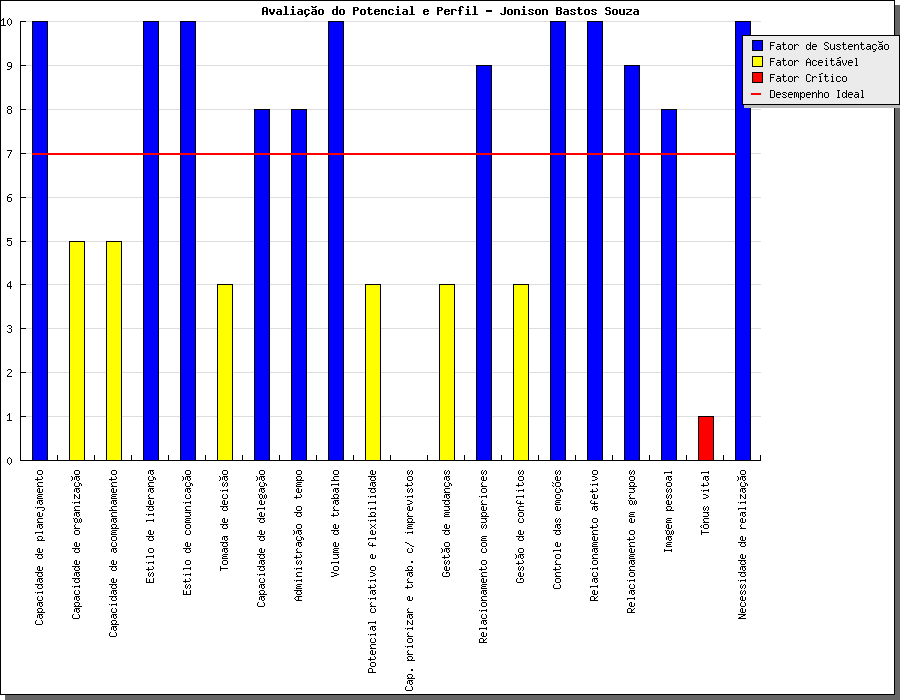 Avaliação do Potencial e Perfil - Jonison Bastos Souza
10
9
8
7
6
5
4
3
2
1
0
Fator de Sustentação
Fator Aceitável
Fator Crítico
Desempenho Ideal
Capacidade de planejamento
Capacidade de organização
Capacidade de acompanhamento
Estilo de liderança
Estilo de comunicação
Tomada de decisão
Capacidade de delegação
Administração do tempo
Volume de trabalho
Potencial criativo e flexibilidade
Cap. priorizar e trab. c/ imprevistos
Gestão de mudanças
Relacionamento com superiores
Gestão de conflitos
Controle das emoções
Relacionamento afetivo
Relacionamento em grupos
Imagem pessoal
Tônus vital
Necessidade de realização